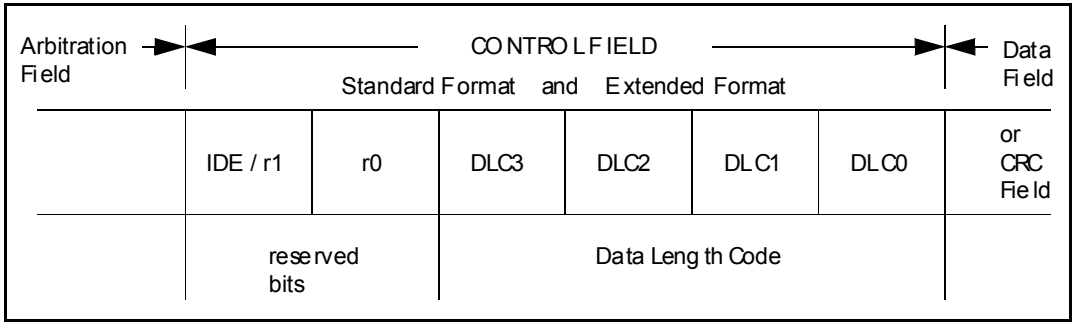 Arbitration Field
CONTROL FIELD
Data Field
Standard Format and Extended Format
IDE / r1
r0
DLC3
DLC2
DLC1
DLC0
or CRC Field
reserved bits
Data Length Code